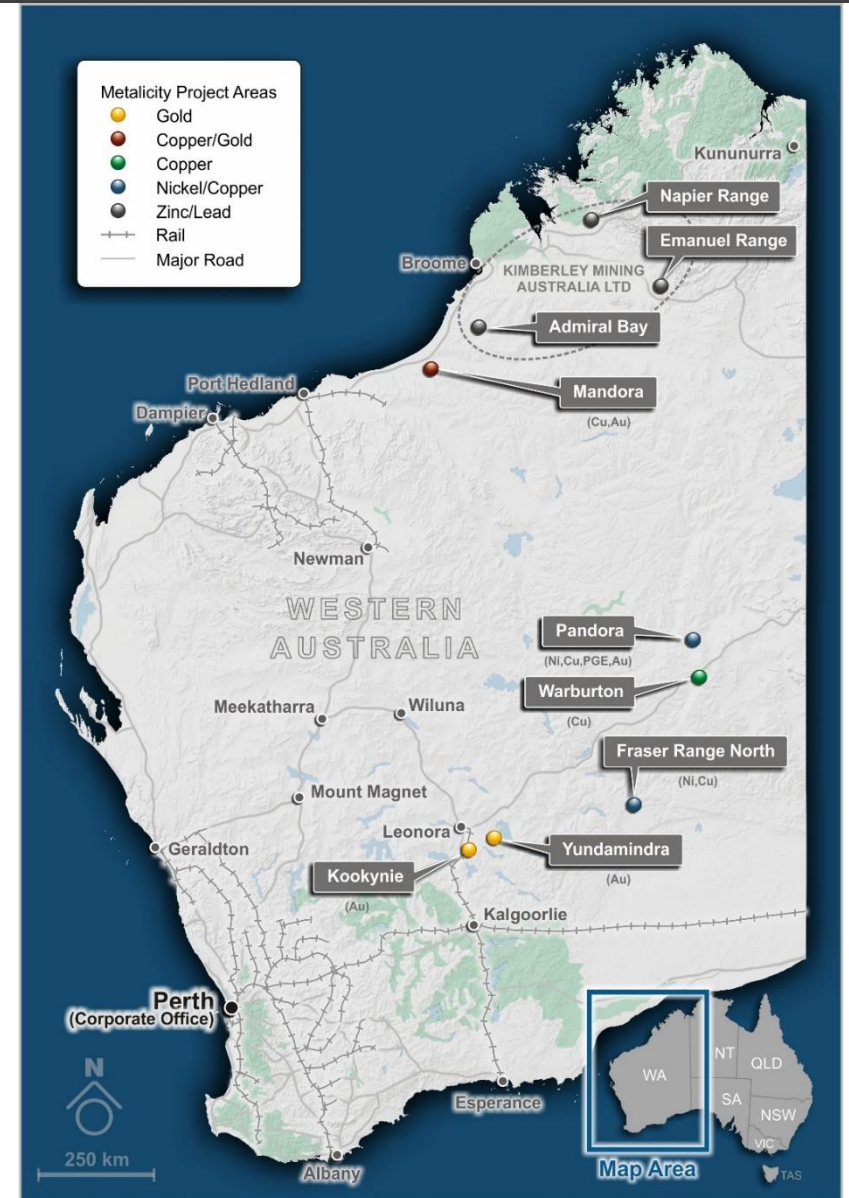 Metalicity Project Areas
Gold
Copper/Gold
Copper
Nickel/Copper
Zinc/Lead
Rail
Major Road
Kununurra
Napier Range
Emanuel Range
Broome
KIMBERLEY MINING
AUSTRALIA LTD
Admiral Bay
Mandora
(Cu,Au)
Port Hedland
Dampier
Newman
WESTERN
AUSTRALIA
Pandora
(Ni,Cu,PGE,Au)
Warburton
(Cu)
Meekatharra
Wiluna
Fraser Range North
(Ni,Cu)
Mount Magnet
Leonora
Geraldton
Yundamindra
(Au)
Kookynie
(Au)
Kalgoorlie
Perth
(Corporate Office)
N
250 km
Esperance
Albany
WA
NT
QLD
SA
NSW
VIC
TAS
Map Area